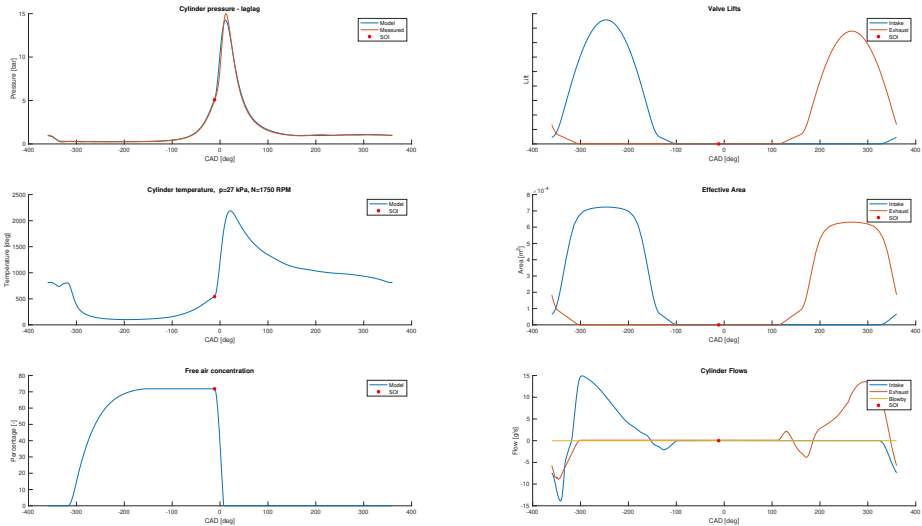 Cylinder pressure - laglag
Pressure [bar]
15
10
5
0
-400 -300 -200 -100 0 100 200 300 400
CAD [deg]
Model
Measured
SOI
Valve Lifts
Lift
-400 -300 -200 -100 0 100 200 300 400
CAD [deg]
Intake
Exhaust
SOI
Cylinder temperature, p=27 kPa, N=1750 RPM
Temperature [deg]
2500
2000
1500
1000
500
0
-400 -300 -200 -100 0 100 200 300 400
CAD [deg]
Model
SOI
Effective Area
×10⁻⁴
Area [m²]
8
7
6
5
4
3
2
1
0
-400 -300 -200 -100 0 100 200 300 400
CAD [deg]
Intake
Exhaust
SOI
Free air concentration
Percentage [-]
80
70
60
50
40
30
20
10
0
-400 -300 -200 -100 0 100 200 300 400
CAD [deg]
Model
SOI
Cylinder Flows
Flow [g/s]
15
10
5
0
-5
-10
-15
-400 -300 -200 -100 0 100 200 300 400
CAD [deg]
Intake
Exhaust
Blowby
SOI